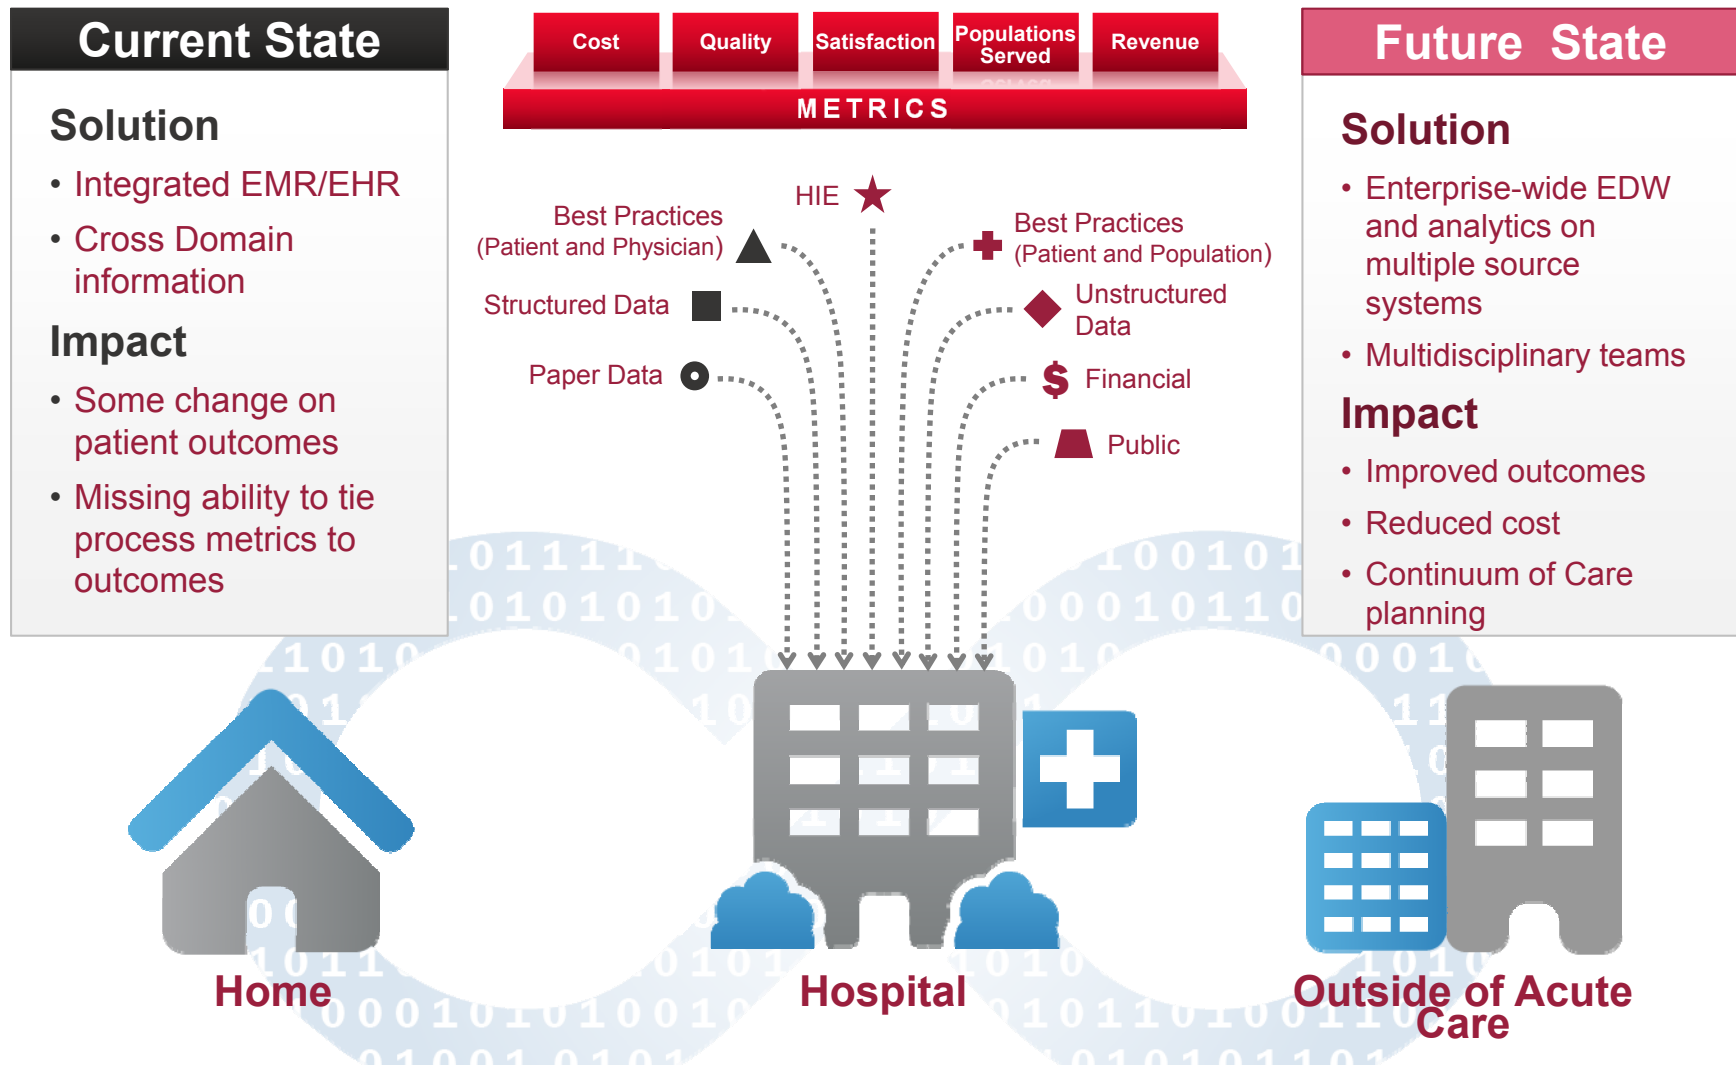 Current State
Solution
• Integrated EMR/EHR
• Cross Domain
information
Impact
• Some change on
patient outcomes
• Missing ability to tie
process metrics to
outcomes
Cost
Quality
Satisfaction
Populations
Served
Revenue
METRICS
HIE
Best Practices
(Patient and Physician)
Structured Data
Paper Data
Best Practices
(Patient and Population)
Unstructured
Data
$ Financial
Public
Future State
Solution
• Enterprise-wide EDW
and analytics on
multiple source
systems
• Multidisciplinary teams
Impact
• Improved outcomes
• Reduced cost
• Continuum of Care
planning
Home
Hospital
Outside of Acute
Care